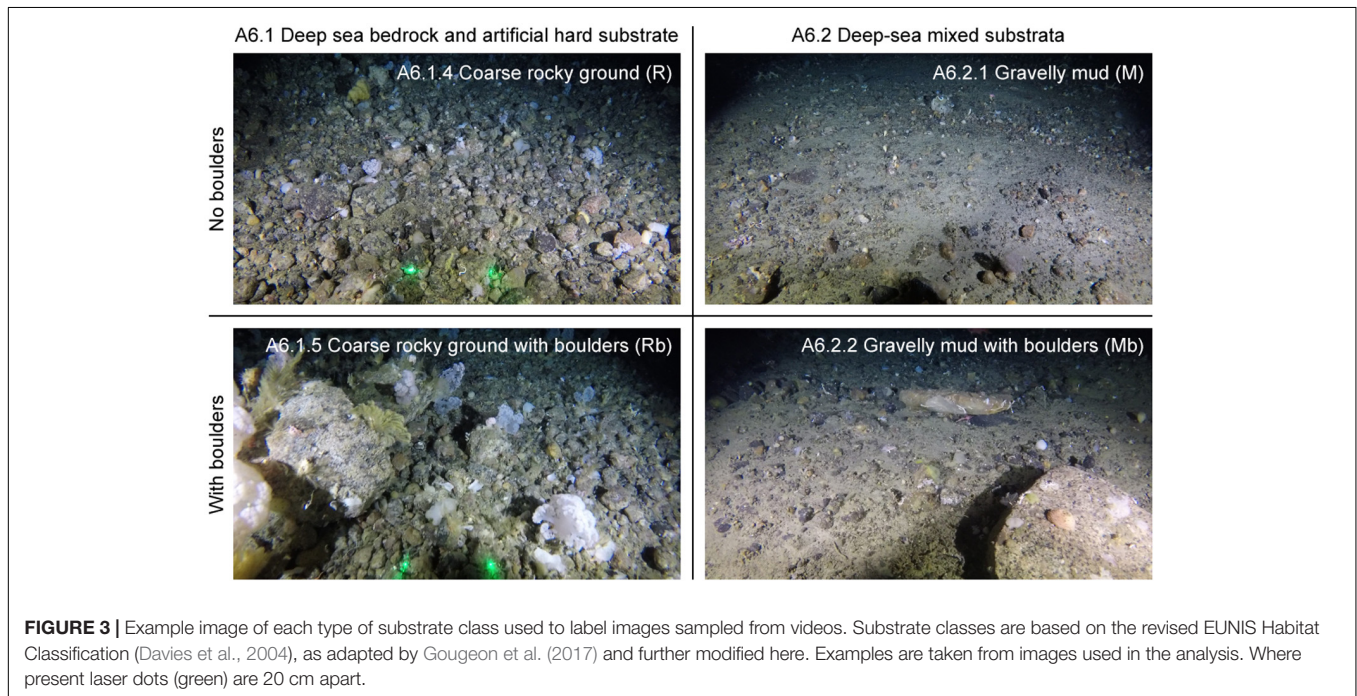 A6.1 Deep sea bedrock and artificial hard substrate
A6.2 Deep-sea mixed substrata
No boulders
A6.1.4 Coarse rocky ground (R)
A6.2.1 Gravelly mud (M)
With boulders
A6.1.5 Coarse rocky ground with boulders (Rb)
A6.2.2 Gravelly mud with boulders (Mb)
FIGURE 3 | Example image of each type of substrate class used to label images sampled from videos. Substrate classes are based on the revised EUNIS Habitat
Classification (Davies et al., 2004), as adapted by Gougeon et al. (2017) and further modified here. Examples are taken from images used in the analysis. Where
present laser dots (green) are 20 cm apart.